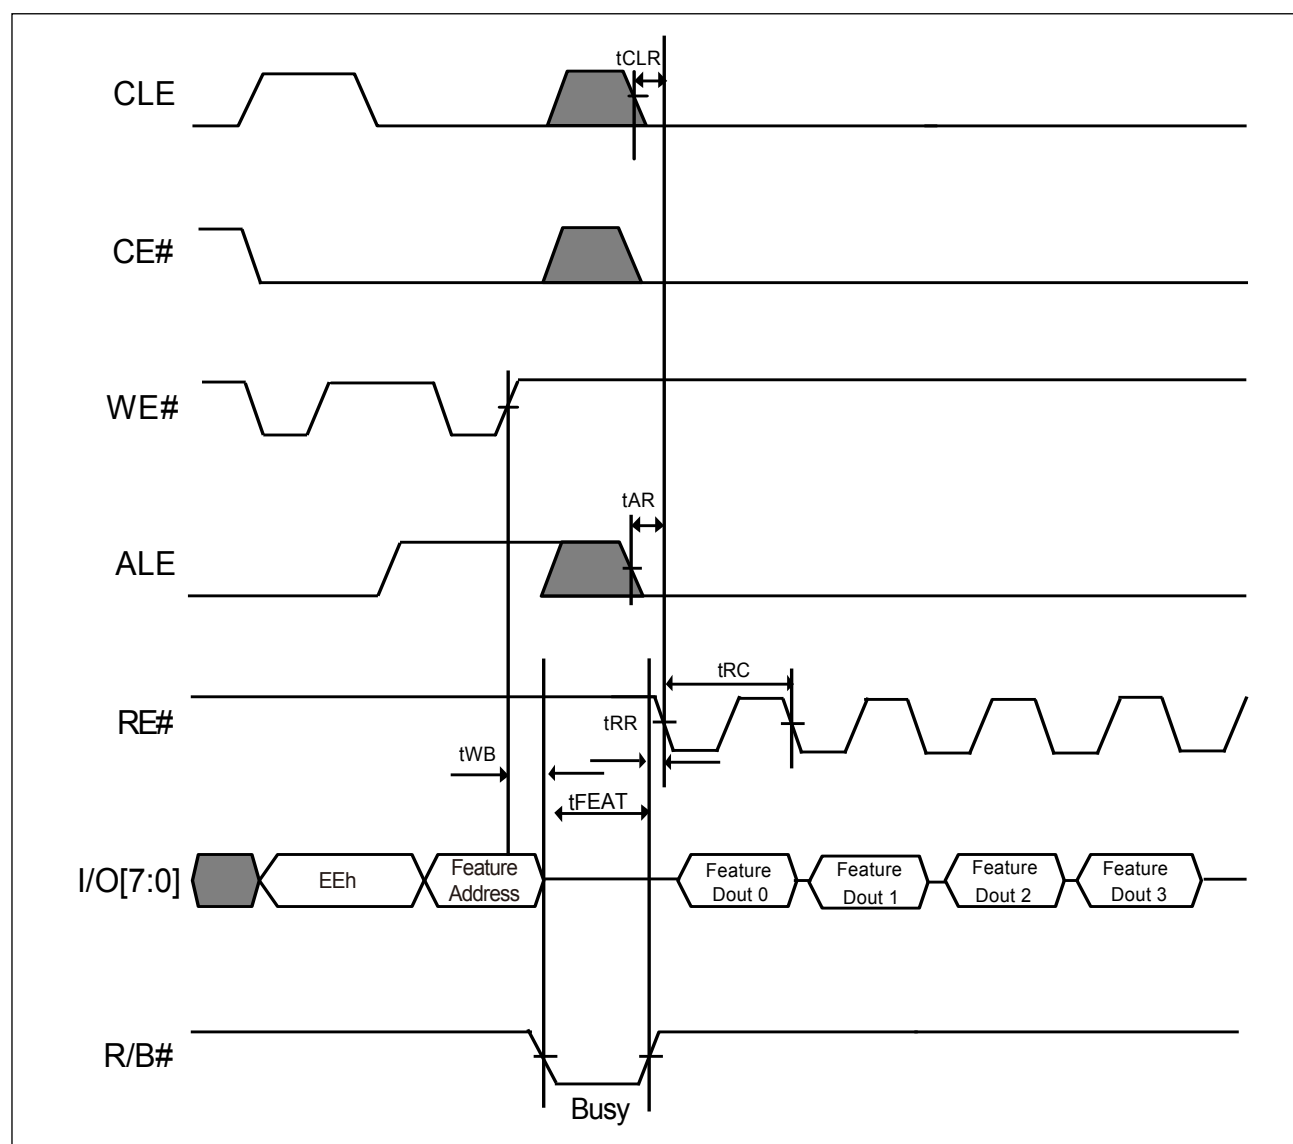 tCLR
CLE
CE#
WE#
tAR
ALE
tRC
RE#
tRR
tWB
tFEAT
I/O[7:0]
EEh
Feature
Address
Feature
Dout 0
Feature
Dout 1
Feature
Dout 2
Feature
Dout 3
R/B#
Busy